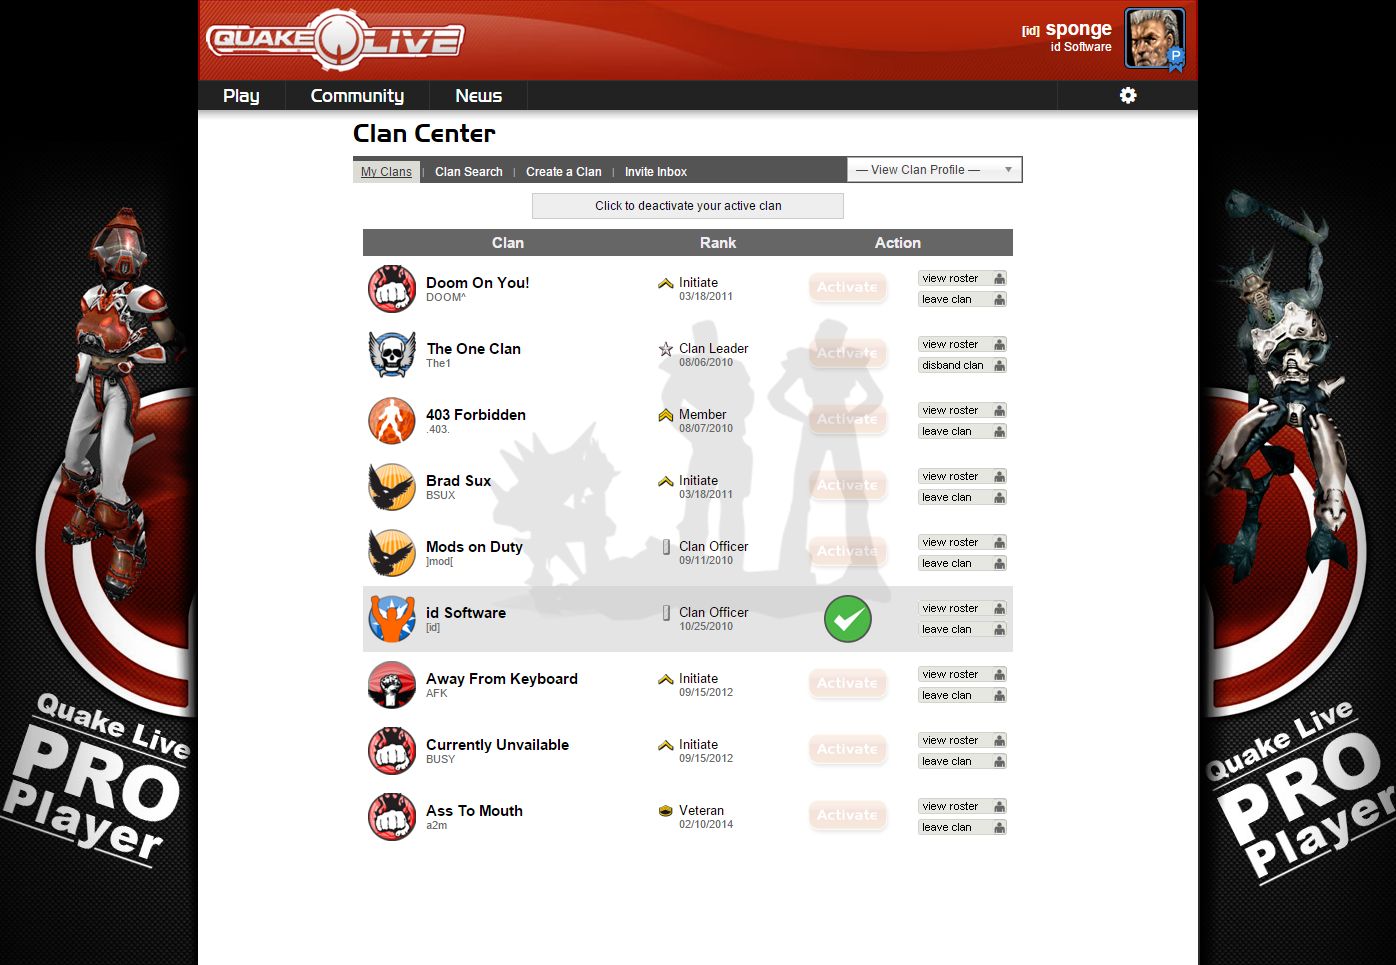 QUAKE LIVE
[id] sponge
id Software
P
Play
Community
News
Clan Center
My Clans | Clan Search | Create a Clan | Invite Inbox
— View Clan Profile —
Click to deactivate your active clan
Clan Rank Action
Doom On You!
DOOM^
Initiate
03/18/2011
Activate
view roster
leave clan
The One Clan
The1
Clan Leader
08/06/2010
Activate
view roster
disband clan
403 Forbidden
.403.
Member
08/07/2010
Activate
view roster
leave clan
Brad Sux
BSUX
Initiate
03/18/2011
Activate
view roster
leave clan
Mods on Duty
]mod[
Clan Officer
09/11/2010
Activate
view roster
leave clan
id Software
[id]
Clan Officer
10/25/2010
view roster
leave clan
Away From Keyboard
AFK
Initiate
09/15/2012
Activate
view roster
leave clan
Currently Unvailable
BUSY
Initiate
09/15/2012
Activate
view roster
leave clan
Ass To Mouth
a2m
Veteran
02/10/2014
Activate
view roster
leave clan
Quake Live
PRO
Player
Quake Live
PRO
Player